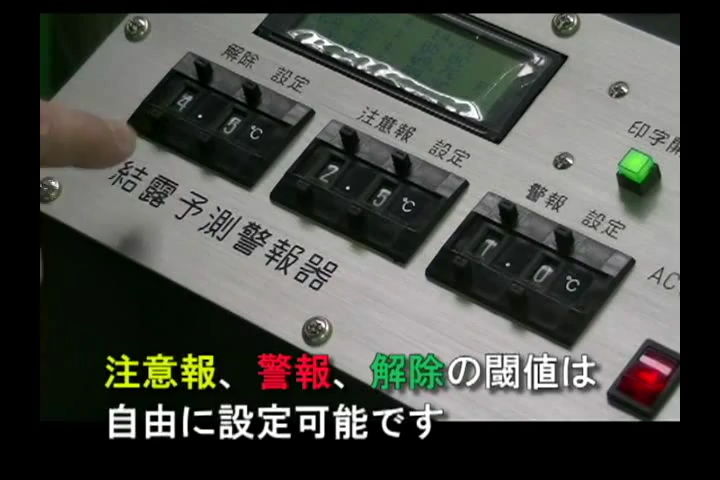 解除 設定
4.5℃
注意報 設定
2.5℃
警報 設定
1.0℃
印字開
AC
結露予測警報器
注意報、警報、解除の閾値は
自由に設定可能です